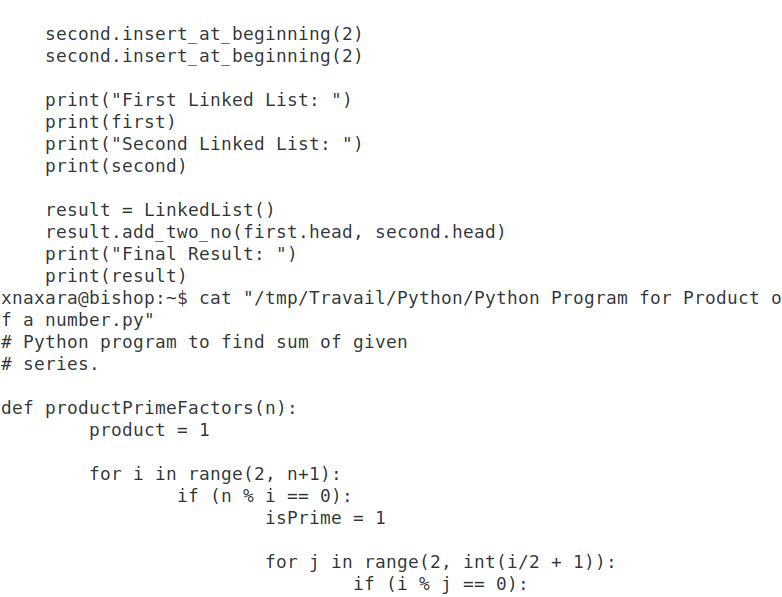 second.insert_at_beginning(2)
    second.insert_at_beginning(2)

    print("First Linked List: ")
    print(first)
    print("Second Linked List: ")
    print(second)

    result = LinkedList()
    result.add_two_no(first.head, second.head)
    print("Final Result: ")
    print(result)
xnaxara@bishop:~$ cat "/tmp/Travail/Python/Python Program for Product o
f a number.py"
# Python program to find sum of given
# series.

def productPrimeFactors(n):
        product = 1

        for i in range(2, n+1):
                if (n % i == 0):
                        isPrime = 1

                        for j in range(2, int(i/2 + 1)):
                                if (i % j == 0):